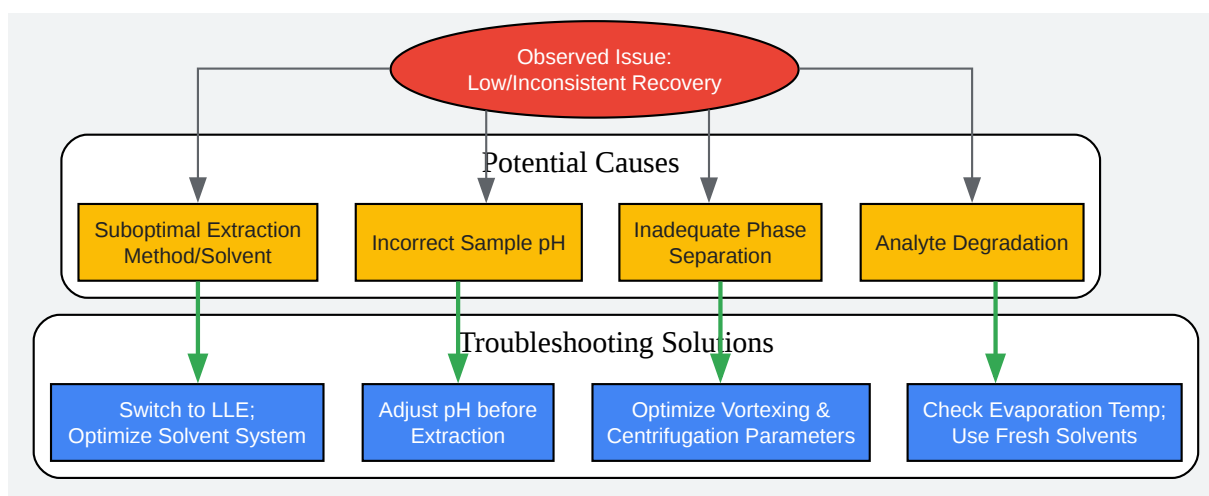 Observed Issue:
Low/Inconsistent Recovery
Potential Causes
Suboptimal Extraction
Method/Solvent
Incorrect Sample pH
Inadequate Phase
Separation
Analyte Degradation
Troubleshooting Solutions
Switch to LLE;
Optimize Solvent System
Adjust pH before
Extraction
Optimize Vortexing &
Centrifugation Parameters
Check Evaporation Temp;
Use Fresh Solvents